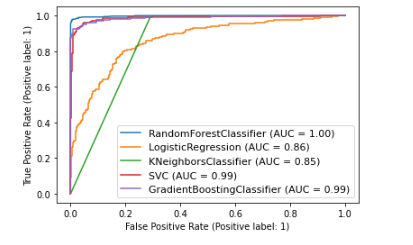 1.0
0.8
0.6
0.4
0.2
0.0
True Positive Rate (Positive label: 1)
RandomForestClassifier (AUC = 1.00)
LogisticRegression (AUC = 0.86)
KNeighborsClassifier (AUC = 0.85)
SVC (AUC = 0.99)
GradientBoostingClassifier (AUC = 0.99)
0.0 0.2 0.4 0.6 0.8 1.0
False Positive Rate (Positive label: 1)